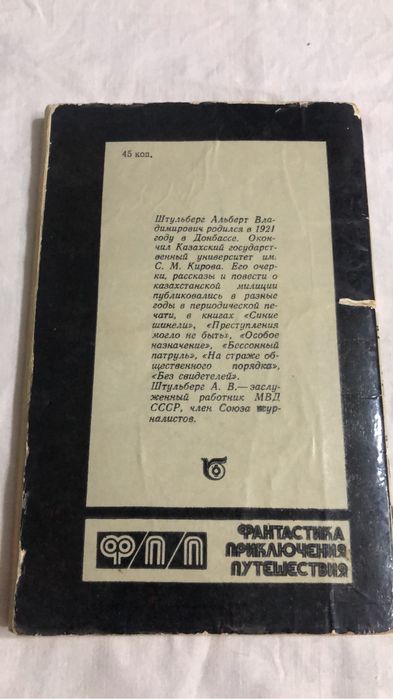 45 коп.
Штульберг Альберт Вла-
димирович родился в 1921
году в Донбассе. Окон-
чил Казахский государст-
венный университет им.
С. М. Кирова. Его очер-
ки, рассказы и повести о
казахстанской милиции
публиковались в разные
годы в периодической пе-
чати, в книгах «Синие
шинели», «Преступления
могло не быть», «Особое
назначение», «Бессонный
патруль», «На страже об-
щественного порядка»,
«Без свидетелей».
Штульберг А. В.— заслу-
женный работник МВД
СССР, член Союза жур-
налистов.
Ф/П/П
ФАНТАСТИКА
ПРИКЛЮЧЕНИЯ
ПУТЕШЕСТВИЯ